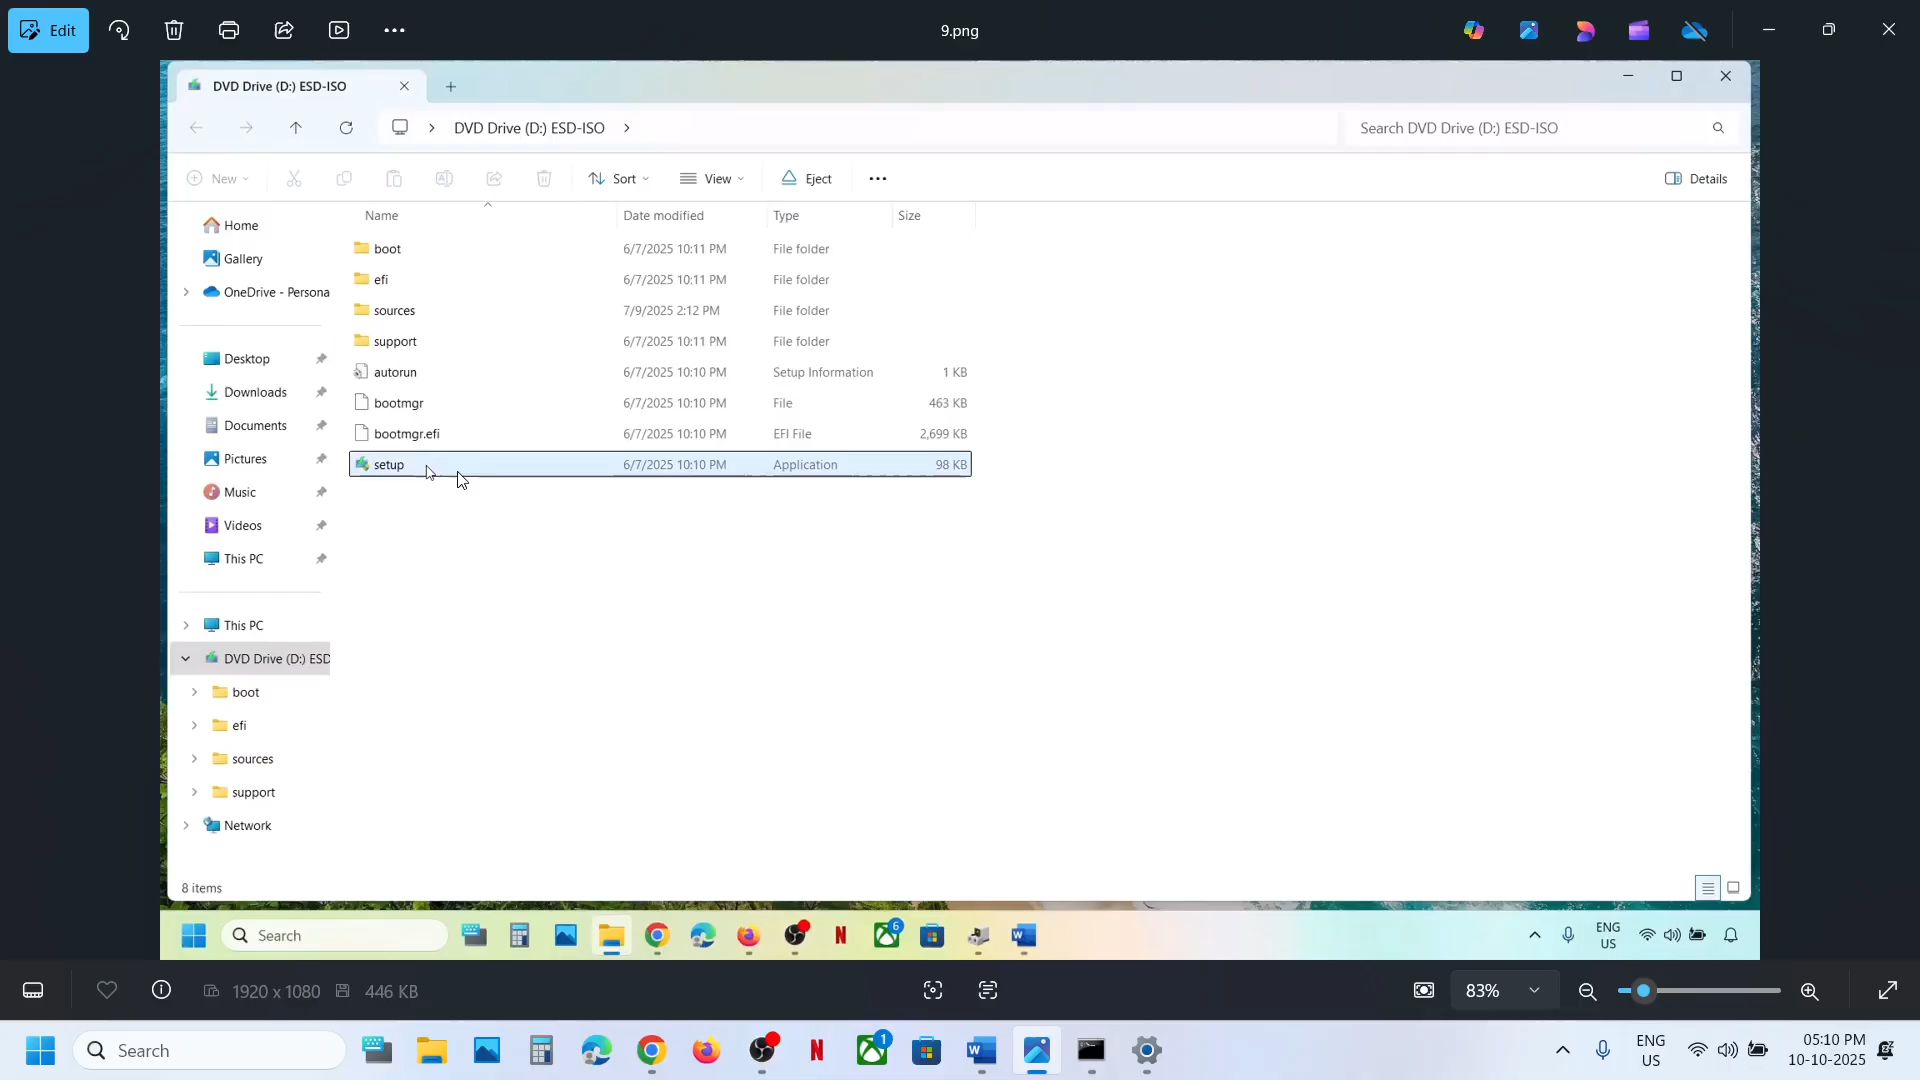 Edit
9.png
DVD Drive (D:) ESD-ISO
DVD Drive (D:) ESD-ISO
Search DVD Drive (D:) ESD-ISO
New
Sort
View
Eject
Details
Name Date modified Type Size
boot 6/7/2025 10:11 PM File folder
efi 6/7/2025 10:11 PM File folder
sources 7/9/2025 2:12 PM File folder
support 6/7/2025 10:11 PM File folder
autorun 6/7/2025 10:10 PM Setup Information 1 KB
bootmgr 6/7/2025 10:10 PM File 463 KB
bootmgr.efi 6/7/2025 10:10 PM EFI File 2,699 KB
setup 6/7/2025 10:10 PM Application 98 KB
Home
Gallery
OneDrive - Persona
Desktop
Downloads
Documents
Pictures
Music
Videos
This PC
This PC
DVD Drive (D:) ESD
boot
efi
sources
support
Network
8 items
Search
6
ENG
US
1920 x 1080
446 KB
83%
Search
1
ENG
US
05:10 PM
10-10-2025